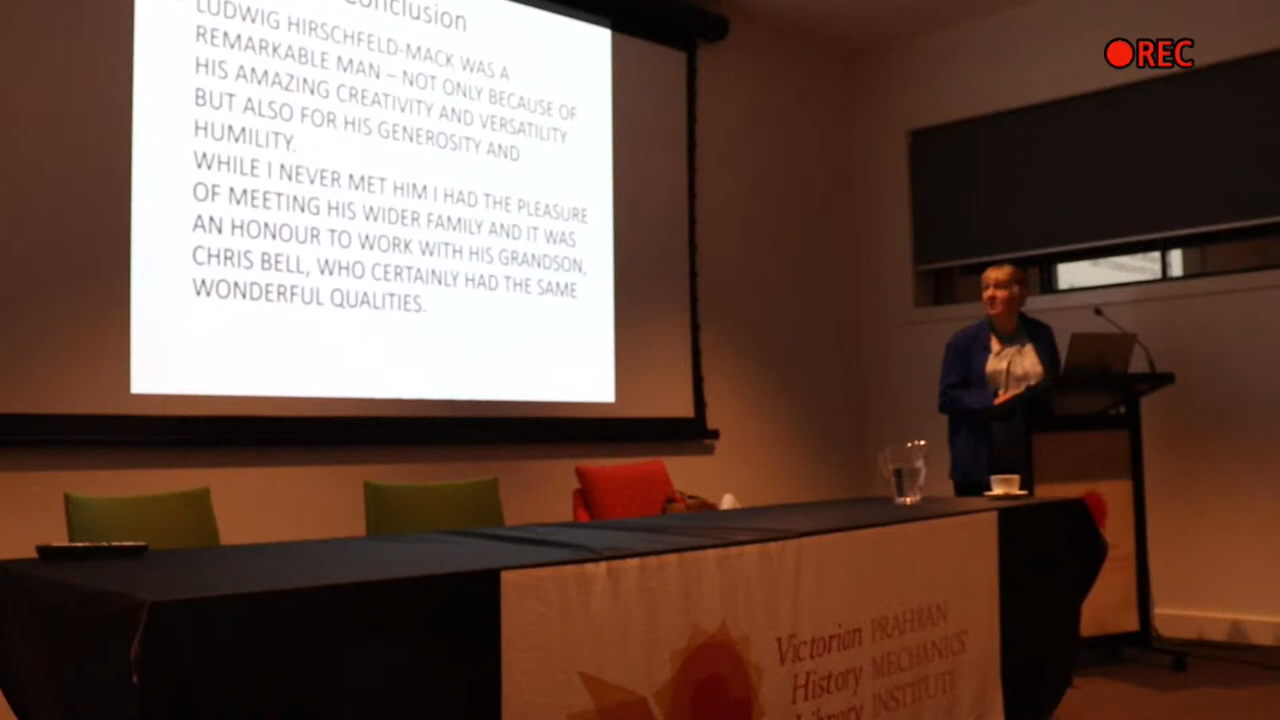 Conclusion
LUDWIG HIRSCHFELD-MACK WAS A
REMARKABLE MAN – NOT ONLY BECAUSE OF
HIS AMAZING CREATIVITY AND VERSATILITY
BUT ALSO FOR HIS GENEROSITY AND
HUMILITY.
WHILE I NEVER MET HIM I HAD THE PLEASURE
OF MEETING HIS WIDER FAMILY AND IT WAS
AN HONOUR TO WORK WITH HIS GRANDSON,
CHRIS BELL, WHO CERTAINLY HAD THE SAME
WONDERFUL QUALITIES.
REC
Victorian PRAHRAN
History MECHANICS'
Library INSTITUTE